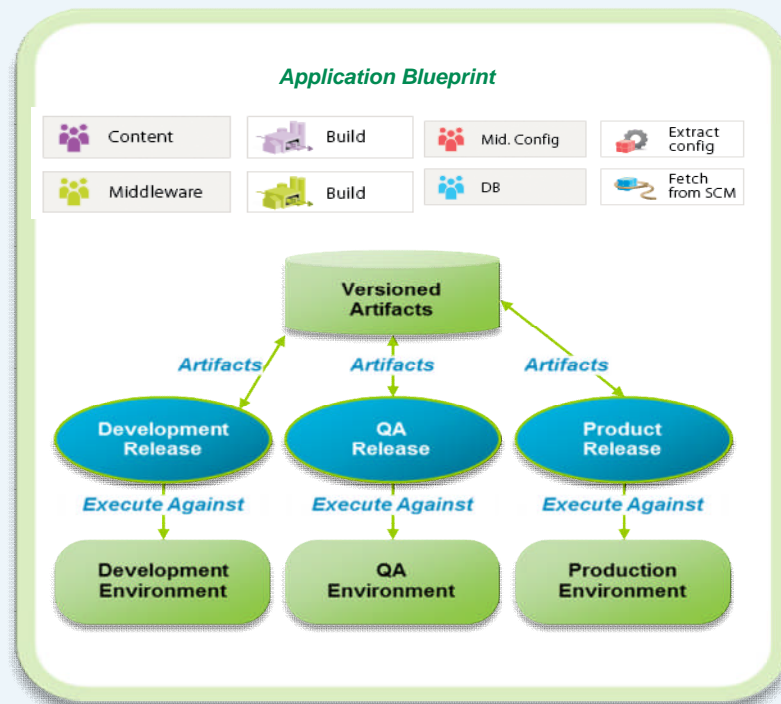 Application Blueprint
Content
Build
Mid. Config
Extract
config
Middleware
Build
DB
Fetch
from SCM
Versioned
Artifacts
Artifacts
Artifacts
Artifacts
Development
Release
QA
Release
Product
Release
Execute Against
Execute Against
Execute Against
Development
Environment
QA
Environment
Production
Environment